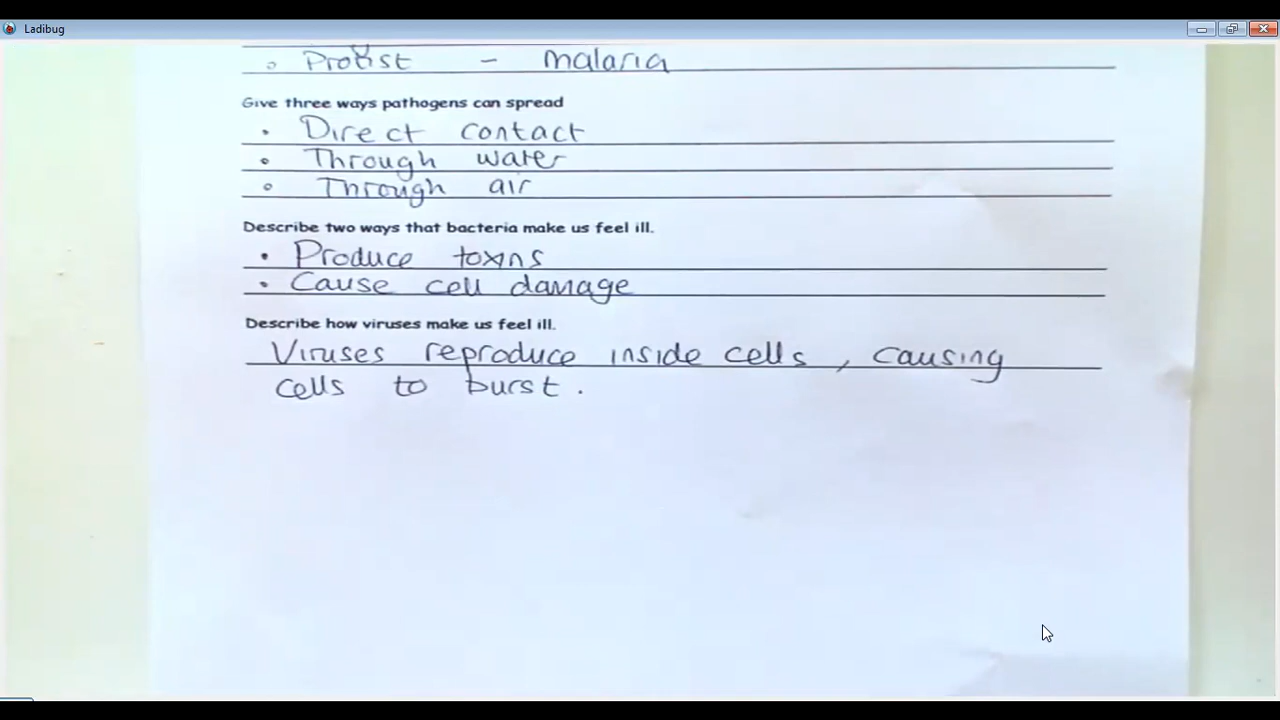 Ladibug
• Protist - malaria
Give three ways pathogens can spread
• Direct contact
• Through water
• Through air
Describe two ways that bacteria make us feel ill.
• Produce toxins
• Cause cell damage
Describe how viruses make us feel ill.
Viruses reproduce inside cells, causing
cells to burst.